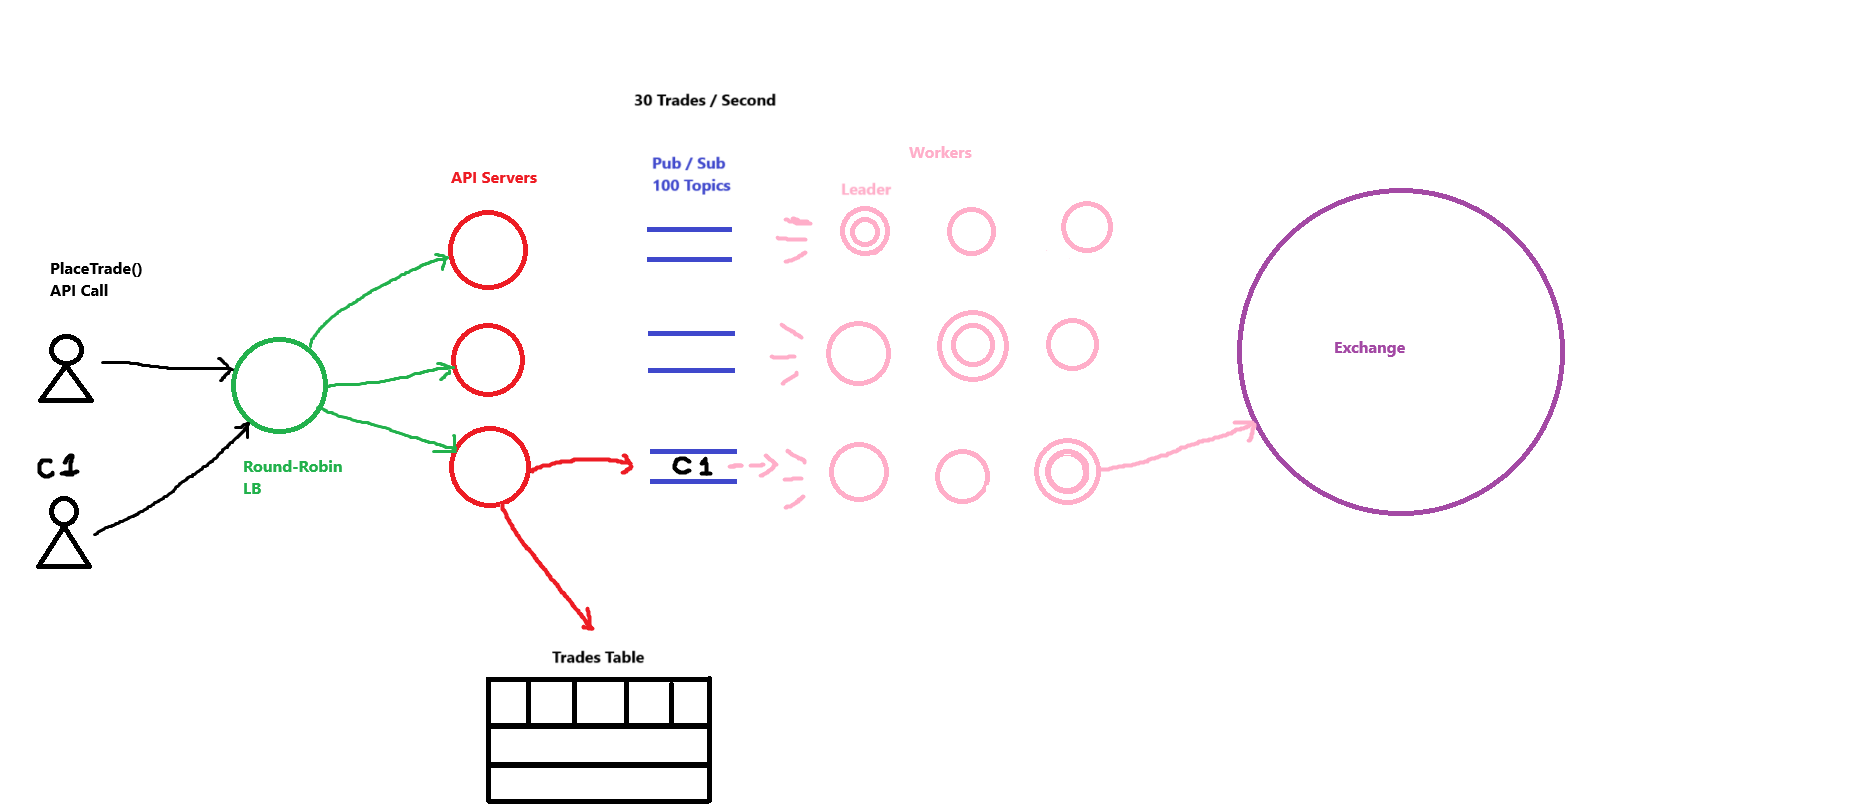 30 Trades / Second
Pub / Sub
100 Topics
Workers
API Servers
Leader
PlaceTrade()
API Call
Exchange
C1
Round-Robin
LB
C1
Trades Table